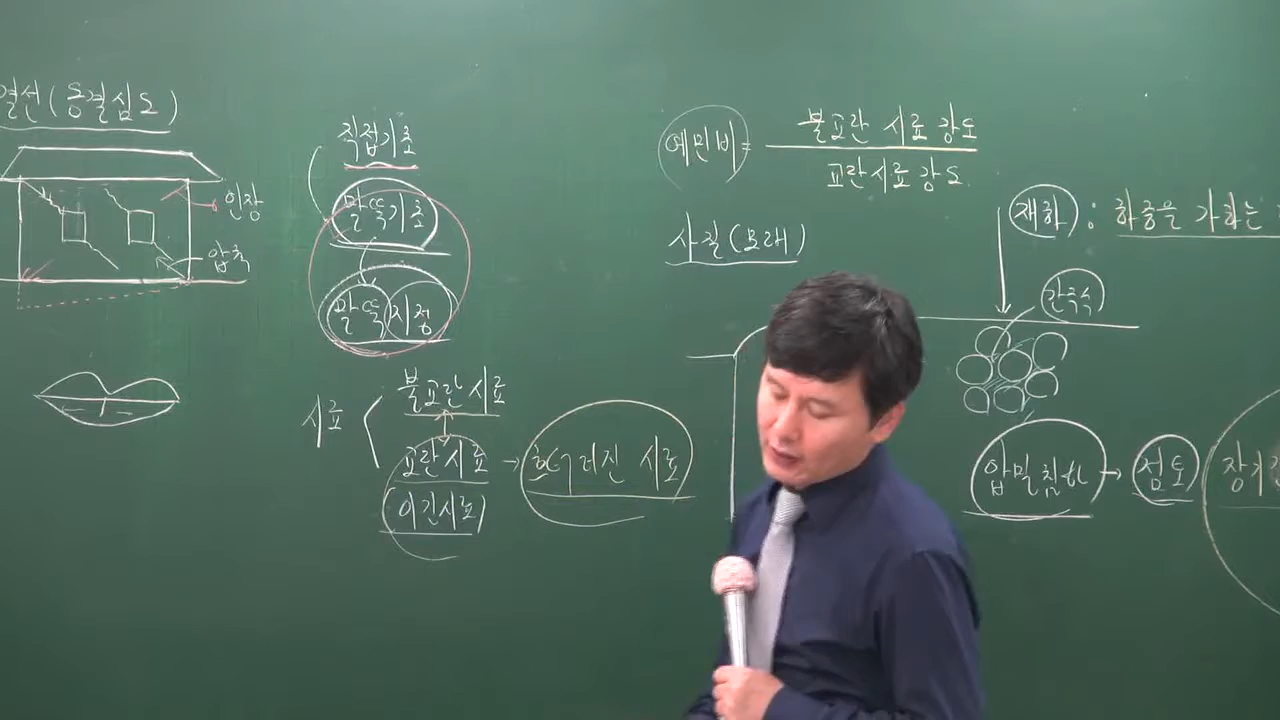 결선(동결심도)
인장
압축
직접기초
말뚝기초
말뚝 지정
시료
불교란 시료
교란시료
(이긴시료)
→ 흐트러진 시료
예민비 = 불교란 시료 강도
교란시료 강도
사질(모래)
재하 : 하중을 가하는
간극수
압밀침하 → 점도
장기